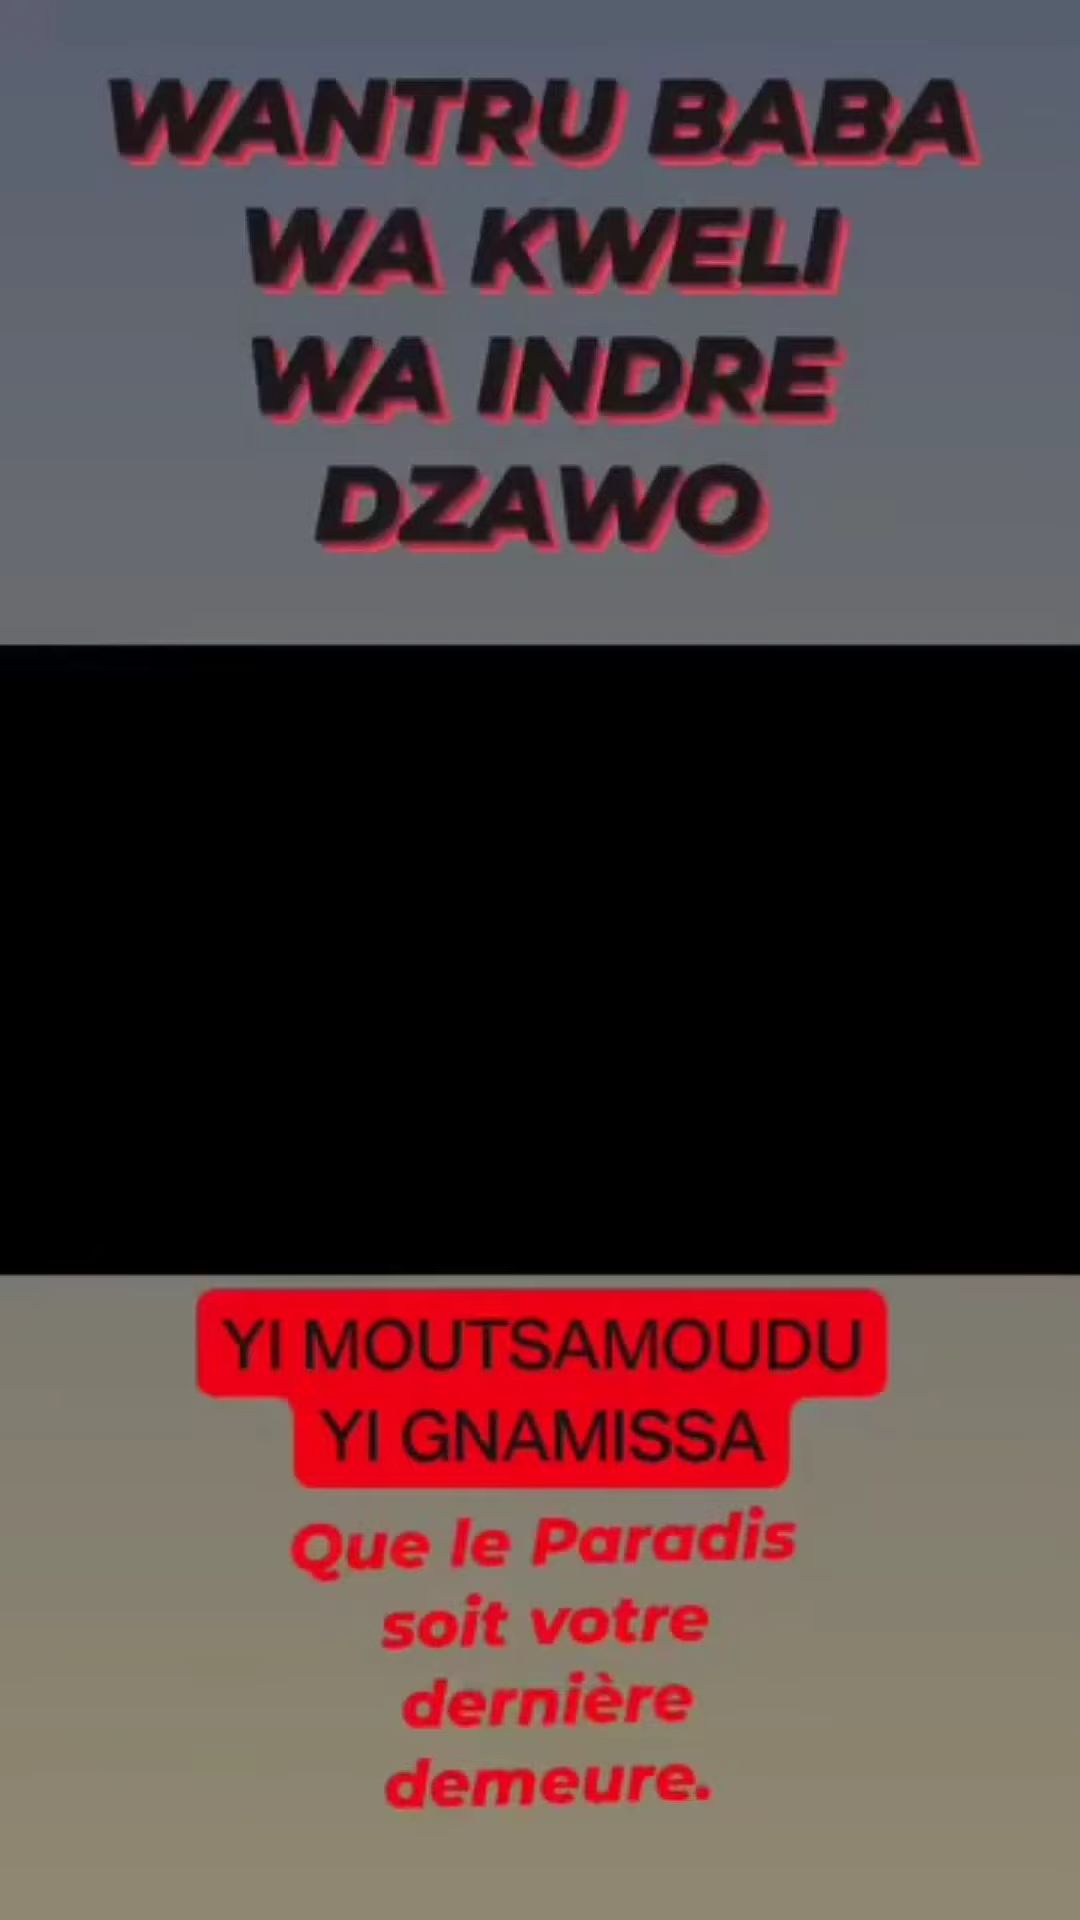 WANTRU BABA
WA KWELI
WA INDRE
DZAWO
YI MOUTSAMOUDU
YI GNAMISSA
Que le Paradis
soit votre
dernière
demeure.